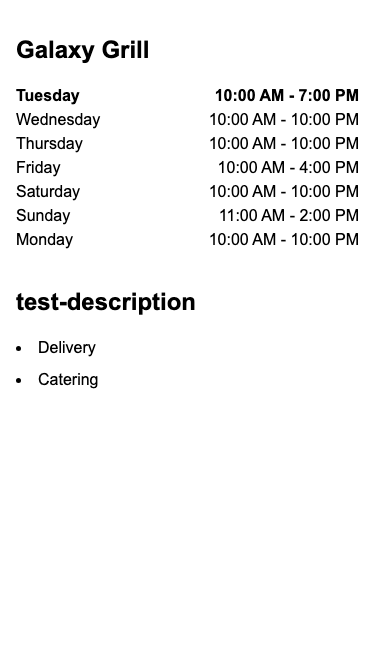 Galaxy Grill
Tuesday 10:00 AM - 7:00 PM
Wednesday 10:00 AM - 10:00 PM
Thursday 10:00 AM - 10:00 PM
Friday 10:00 AM - 4:00 PM
Saturday 10:00 AM - 10:00 PM
Sunday 11:00 AM - 2:00 PM
Monday 10:00 AM - 10:00 PM
test-description
• Delivery
• Catering